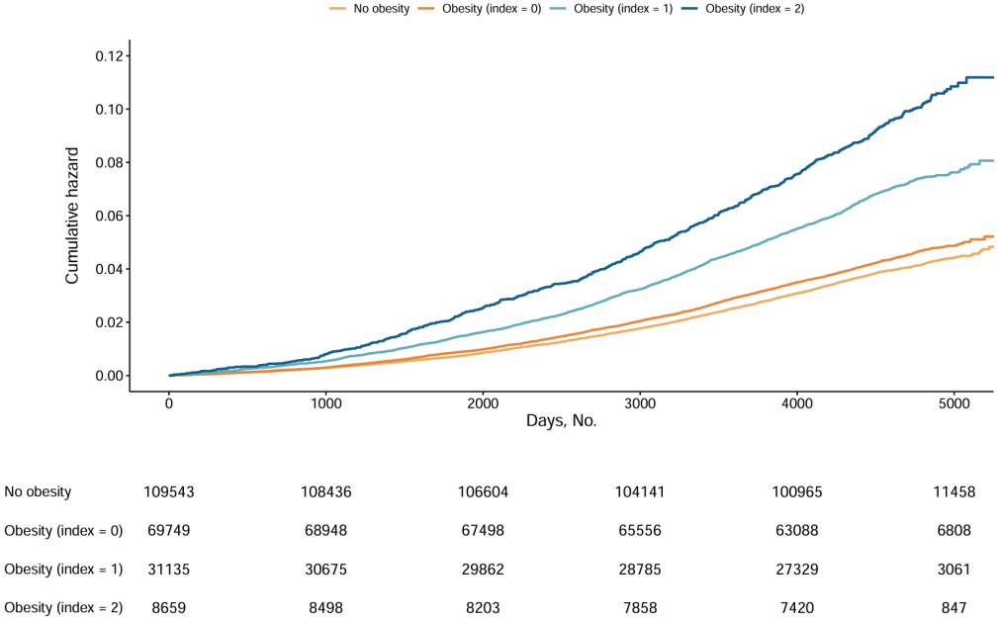 No obesity Obesity (index = 0) Obesity (index = 1) Obesity (index = 2)
0.12
0.10
0.08
0.06
0.04
0.02
0.00
Cumulative hazard
0 1000 2000 3000 4000 5000
Days, No.
No obesity 109543 108436 106604 104141 100965 11458
Obesity (index = 0) 69749 68948 67498 65556 63088 6808
Obesity (index = 1) 31135 30675 29862 28785 27329 3061
Obesity (index = 2) 8659 8498 8203 7858 7420 847